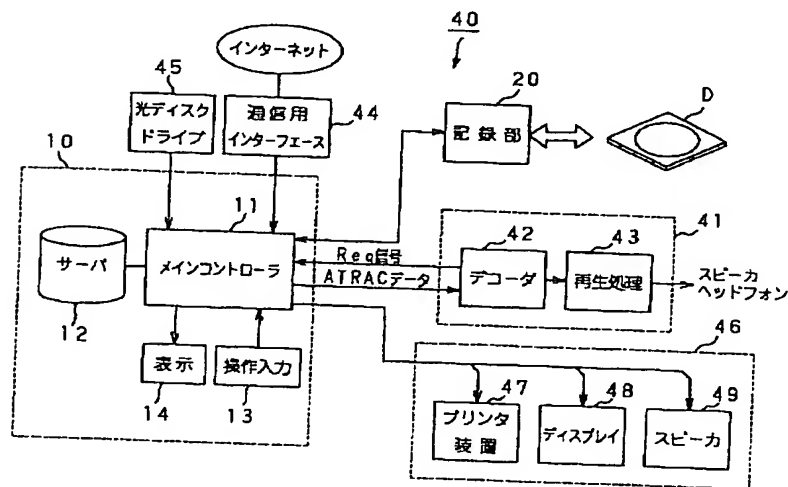 40
インターネット
45
光ディスク
ドライブ
通信用
インターフェース
44
20
記録部
D
10
11
サーバ
12
メインコントローラ
Req信号
ATRACデータ
41
42
デコーダ
43
再生処理
スピーカ
ヘッドフォン
表示
14
操作入力
13
46
47
プリンタ
装置
48
ディスプレイ
49
スピーカ